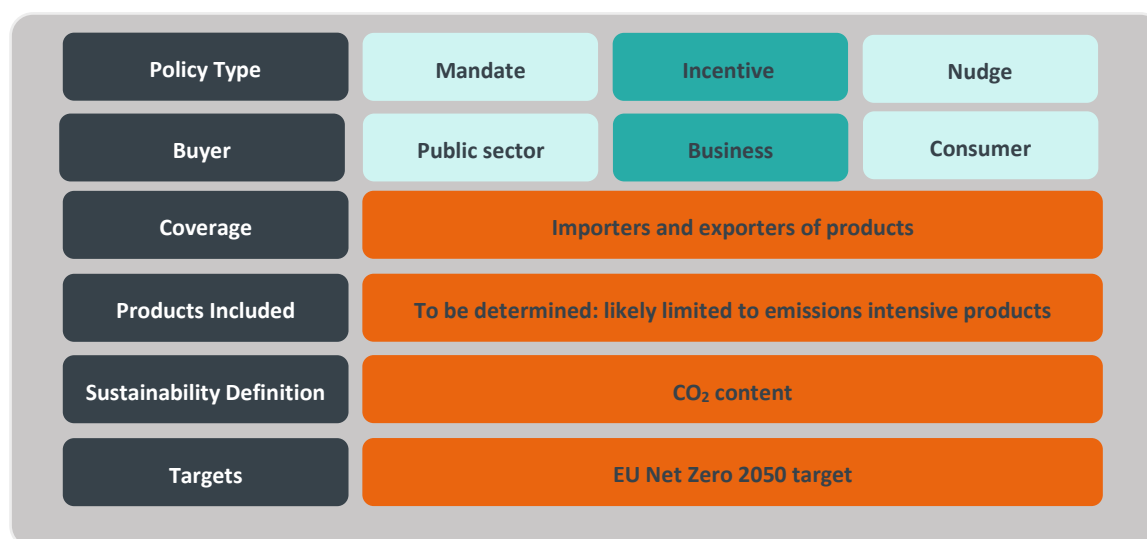 Policy Type Mandate Incentive Nudge
Buyer Public sector Business Consumer
Coverage Importers and exporters of products
Products Included To be determined: likely limited to emissions intensive products
Sustainability Definition CO₂ content
Targets EU Net Zero 2050 target